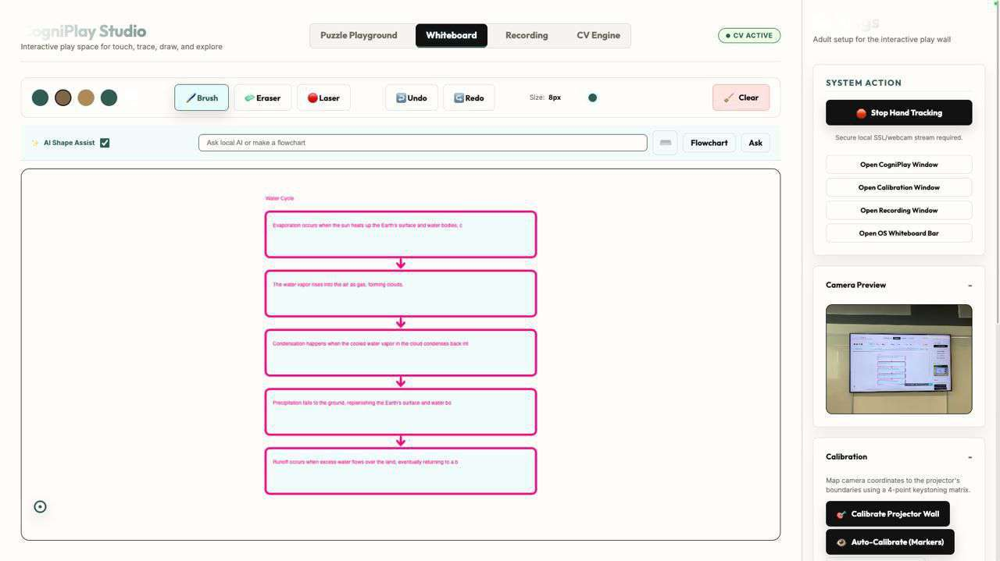 CogniPlay Studio
Interactive play space for touch, trace, draw, and explore
Puzzle Playground
Whiteboard
Recording
CV Engine
CV ACTIVE
Brush
Eraser
Laser
Undo
Redo
Size: 8px
Clear
AI Shape Assist
Ask local AI or make a flowchart
Flowchart
Ask
Water Cycle
Evaporation occurs when the sun heats up the Earth's surface and water bodies, c
The water vapor rises into the air as gas, forming clouds.
Condensation happens when the cooled water vapor in the cloud condenses back int
Precipitation falls to the ground, replenishing the Earth's surface and water bo
Runoff occurs when excess water flows over the land, eventually returning to a b
Adult setup for the interactive play wall
SYSTEM ACTION
Stop Hand Tracking
Secure local SSL/webcam stream required.
Open CogniPlay Window
Open Calibration Window
Open Recording Window
Open OS Whiteboard Bar
Camera Preview
Calibration
Map camera coordinates to the projector's
boundaries using a 4-point keystoning matrix.
Calibrate Projector Wall
Auto-Calibrate (Markers)